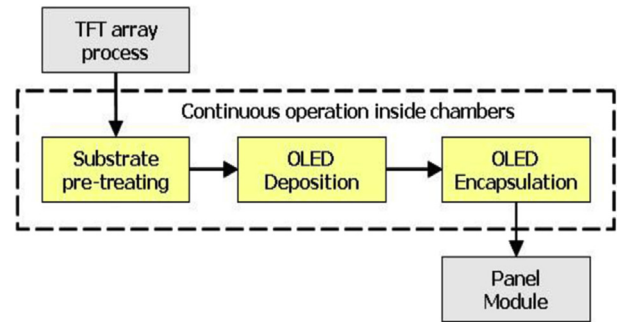 TFT array
process
Continuous operation inside chambers
Substrate
pre-treating
OLED
Deposition
OLED
Encapsulation
Panel
Module